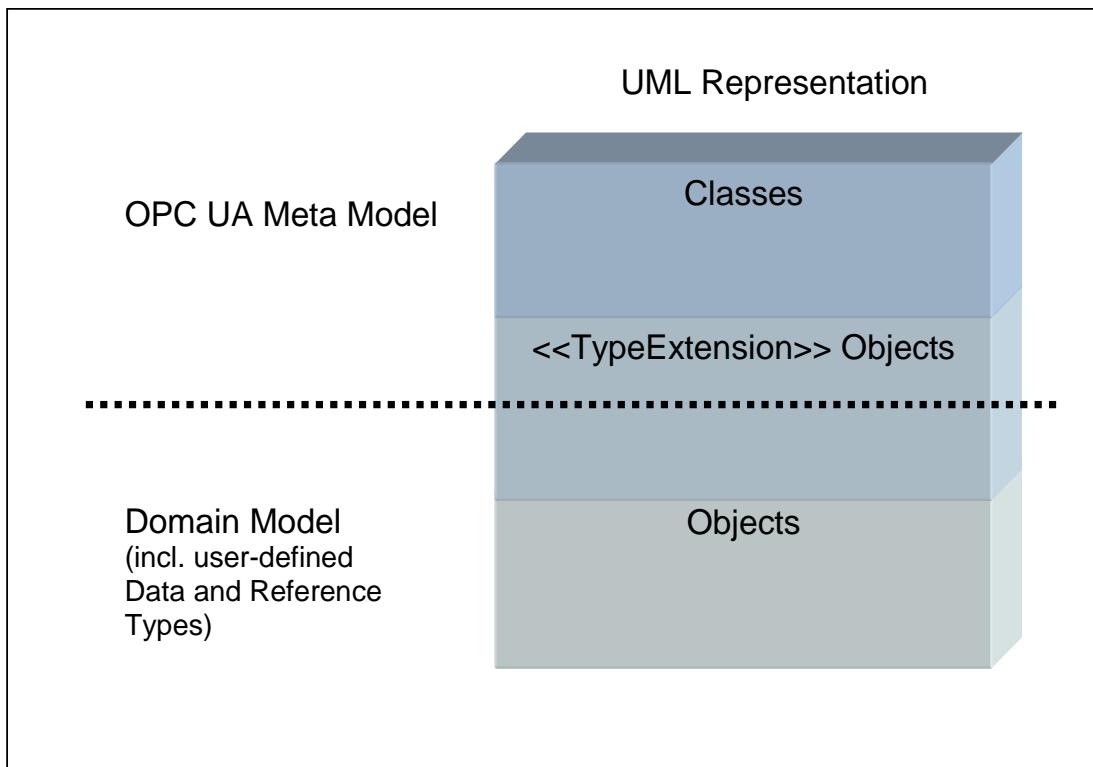 UML Representation
OPC UA Meta Model
Classes
<<TypeExtension>> Objects
Domain Model
(incl. user-defined
Data and Reference
Types)
Objects